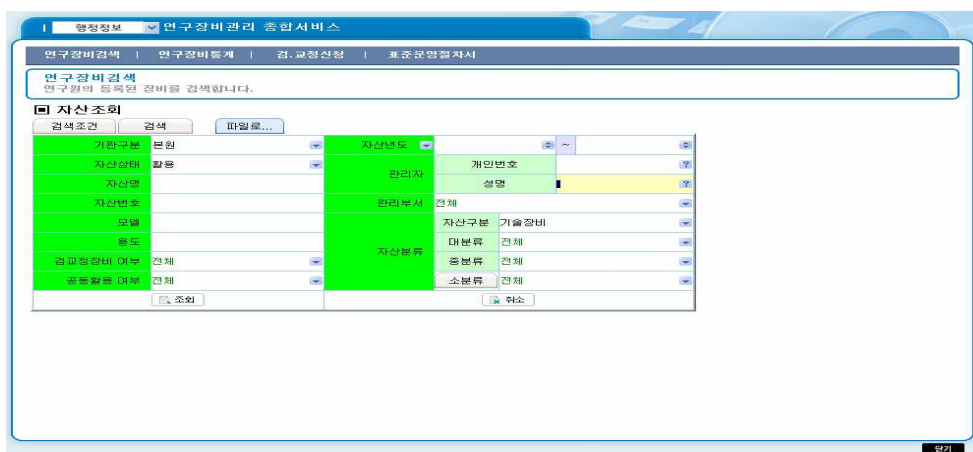 행정정보 연구장비관리 종합서비스
연구장비검색 | 연구장비통계 | 검.교정신청 | 표준운영절차서
연구장비검색
연구원의 등록된 장비를 검색합니다.
자산조회
검색조건 검색 파일로...
기관구분 본원 자산년도 ~
자산상태 활용 관리자 개인번호
자산명 성명
자산번호 관리부서 전체
모델 자산분류 자산구분 기술장비
용도 대분류 전체
검교정장비 여부 전체 중분류 전체
공동활용 여부 전체 소분류 전체
조회 취소
닫기